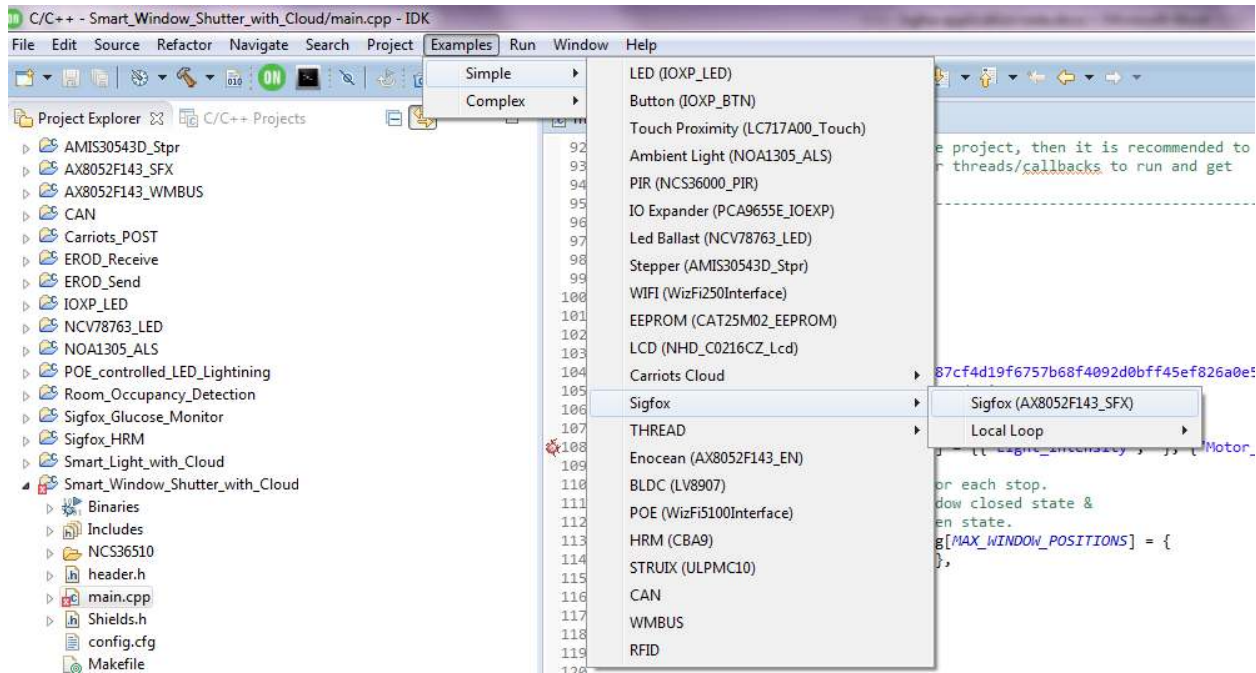 C/C++ - Smart_Window_Shutter_with_Cloud/main.cpp - IDK
File Edit Source Refactor Navigate Search Project Examples Run Window Help
010 ON
Simple
Complex
Project Explorer C/C++ Projects
AMIS30543D_Stpr
AX8052F143_SFX
AX8052F143_WMBUS
CAN
Carriots_POST
EROD_Receive
EROD_Send
IOXP_LED
NCV78763_LED
NOA1305_ALS
POE_controlled_LED_Lightining
Room_Occupancy_Detection
Sigfox_Glucose_Monitor
Sigfox_HRM
Smart_Light_with_Cloud
Smart_Window_Shutter_with_Cloud
Binaries
Includes
NCS36510
header.h
main.cpp
Shields.h
config.cfg
Makefile
92
93
94
95
96
97
98
99
100
101
102
103
104
105
106
107
108
109
110
111
112
113
114
115
116
117
118
119
120
LED (IOXP_LED)
Button (IOXP_BTN)
Touch Proximity (LC717A00_Touch)
Ambient Light (NOA1305_ALS)
PIR (NCS36000_PIR)
IO Expander (PCA9655E_IOEXP)
Led Ballast (NCV78763_LED)
Stepper (AMIS30543D_Stpr)
WIFI (WizFi250Interface)
EEPROM (CAT25M02_EEPROM)
LCD (NHD_C0216CZ_Lcd)
Carriots Cloud
Sigfox
THREAD
Enocean (AX8052F143_EN)
BLDC (LV8907)
POE (WizFi5100Interface)
HRM (CBA9)
STRUIX (ULPMC10)
CAN
WMBUS
RFID
Sigfox (AX8052F143_SFX)
Local Loop
e project, then it is recommended to
r threads/callbacks to run and get
87cf4d19f6757b68f4092d0bff45ef826a0e5
] = {{"Light_Intensity", ""}, {"Motor_
or each stop.
dow closed state &
en state.
g[MAX_WINDOW_POSITIONS] = {
},